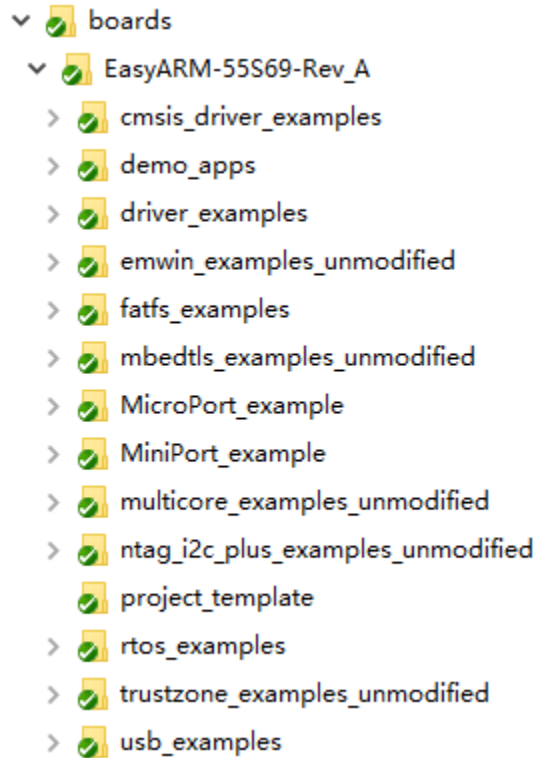 boards
EasyARM-55S69-Rev_A
cmsis_driver_examples
demo_apps
driver_examples
emwin_examples_unmodified
fatfs_examples
mbedtls_examples_unmodified
MicroPort_example
MiniPort_example
multicore_examples_unmodified
ntag_i2c_plus_examples_unmodified
project_template
rtos_examples
trustzone_examples_unmodified
usb_examples